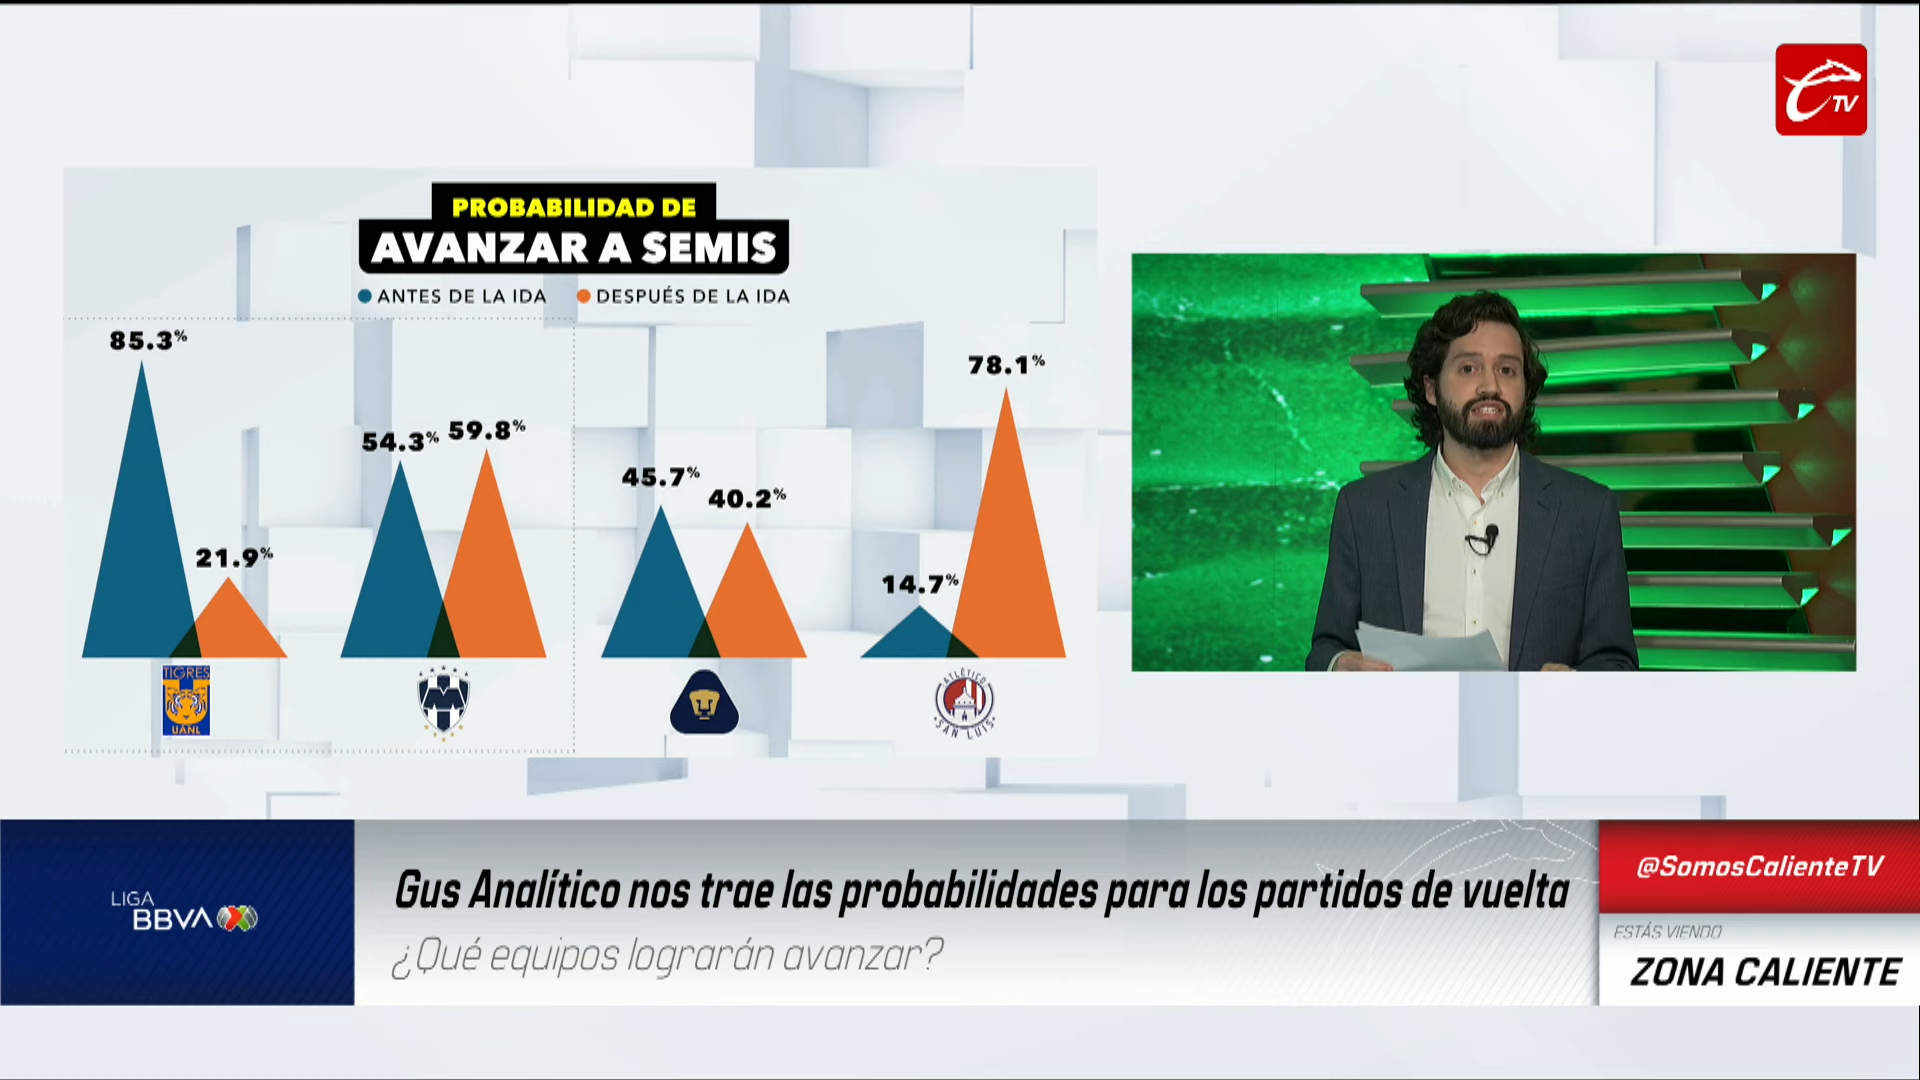 TV
PROBABILIDAD DE
AVANZAR A SEMIS
ANTES DE LA IDA
DESPUÉS DE LA IDA
85.3%
21.9%
54.3%
59.8%
45.7%
40.2%
14.7%
78.1%
TIGRES
UANL
M
U
ATLÉTICO
SAN LUIS
LIGA
BBVA
Gus Analítico nos trae las probabilidades para los partidos de vuelta
¿Qué equipos lograrán avanzar?
@SomosCalienteTV
ESTÁS VIENDO
ZONA CALIENTE